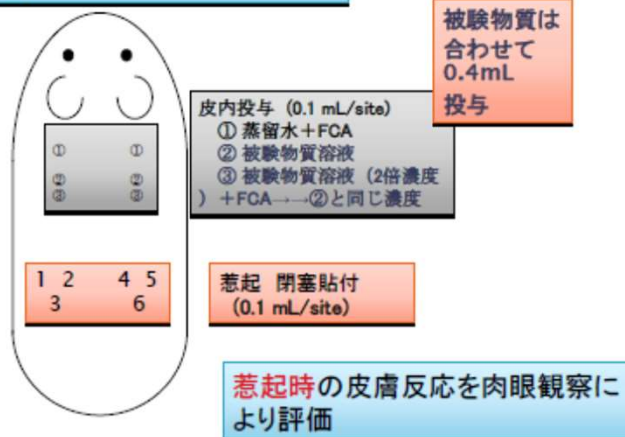 被験物質は
合わせて
0.4mL
投与
皮内投与 (0.1 mL/site)
① 蒸留水+FCA
② 被験物質溶液
③ 被験物質溶液 (2倍濃度
) +FCA→→②と同じ濃度
① ①
② ②
③ ③
1 2 4 5
3 6
惹起 閉塞貼付
(0.1 mL/site)
惹起時の皮膚反応を肉眼観察に
より評価